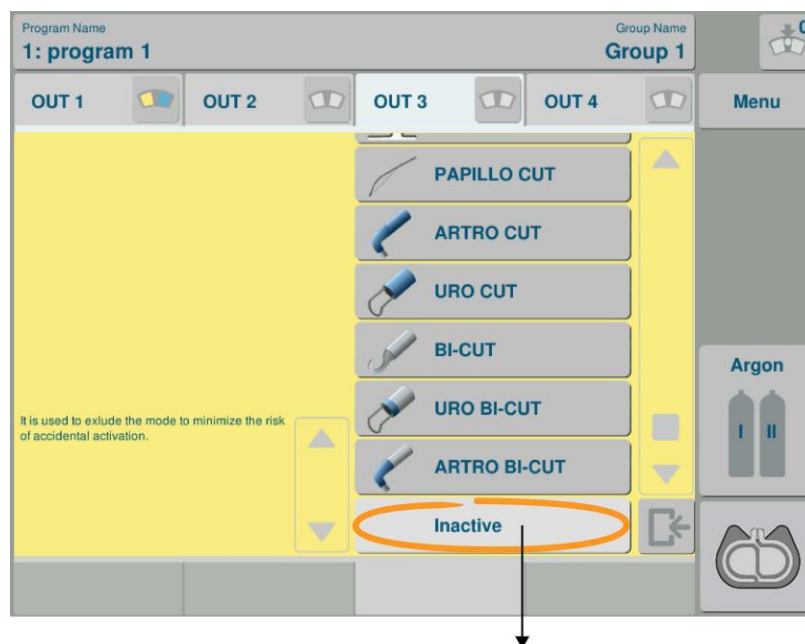 Program Name
1: program 1
Group Name
Group 1
OUT 1
OUT 2
OUT 3
OUT 4
Menu
PAPILLO CUT
ARTRO CUT
URO CUT
BI-CUT
URO BI-CUT
ARTRO BI-CUT
Inactive
It is used to exlude the mode to minimize the risk
of accidental activation.
Argon
I II